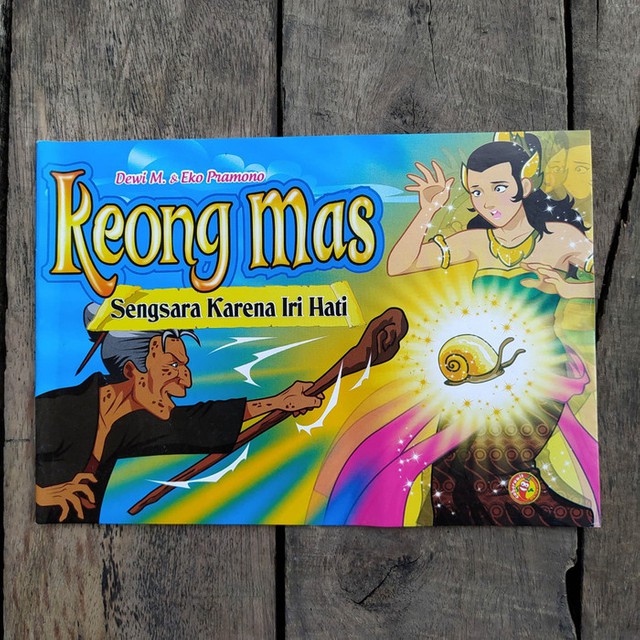 Dewi M. & Eko Pramono
Keong Mas
Sengsara Karena Iri Hati